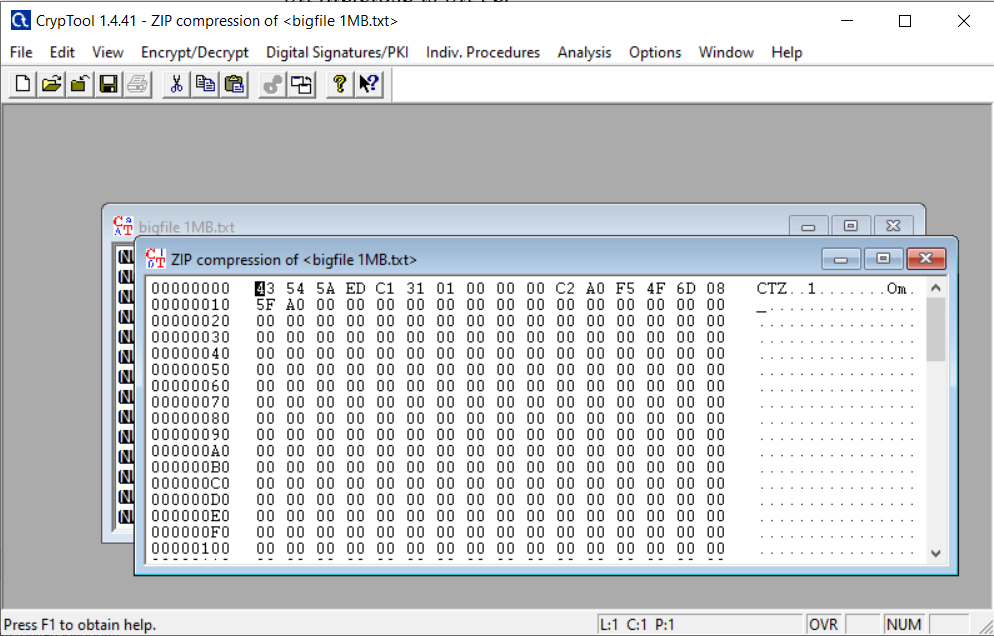 CrypTool 1.4.41 - ZIP compression of <bigfile 1MB.txt>
File Edit View Encrypt/Decrypt Digital Signatures/PKI Indiv. Procedures Analysis Options Window Help
bigfile 1MB.txt
ZIP compression of <bigfile 1MB.txt>
00000000 43 54 5A ED C1 31 01 00 00 00 C2 A0 F5 4F 6D 08 CTZ..1.......Om.
00000010 5F A0 00 00 00 00 00 00 00 00 00 00 00 00 00 00 _...............
00000020 00 00 00 00 00 00 00 00 00 00 00 00 00 00 00 00 ................
00000030 00 00 00 00 00 00 00 00 00 00 00 00 00 00 00 00 ................
00000040 00 00 00 00 00 00 00 00 00 00 00 00 00 00 00 00 ................
00000050 00 00 00 00 00 00 00 00 00 00 00 00 00 00 00 00 ................
00000060 00 00 00 00 00 00 00 00 00 00 00 00 00 00 00 00 ................
00000070 00 00 00 00 00 00 00 00 00 00 00 00 00 00 00 00 ................
00000080 00 00 00 00 00 00 00 00 00 00 00 00 00 00 00 00 ................
00000090 00 00 00 00 00 00 00 00 00 00 00 00 00 00 00 00 ................
000000A0 00 00 00 00 00 00 00 00 00 00 00 00 00 00 00 00 ................
000000B0 00 00 00 00 00 00 00 00 00 00 00 00 00 00 00 00 ................
000000C0 00 00 00 00 00 00 00 00 00 00 00 00 00 00 00 00 ................
000000D0 00 00 00 00 00 00 00 00 00 00 00 00 00 00 00 00 ................
000000E0 00 00 00 00 00 00 00 00 00 00 00 00 00 00 00 00 ................
000000F0 00 00 00 00 00 00 00 00 00 00 00 00 00 00 00 00 ................
00000100 00 00 00 00 00 00 00 00 00 00 00 00 00 00 00 00 ................
Press F1 to obtain help. L:1 C:1 P:1 OVR NUM